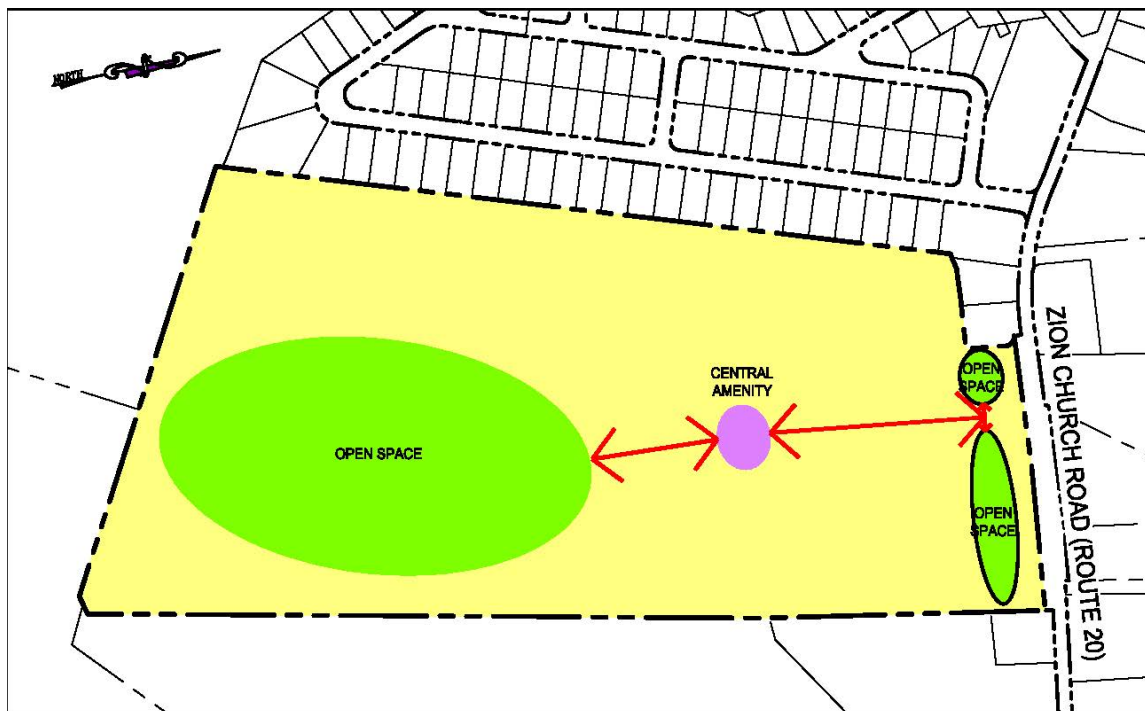 NORTH
CENTRAL
AMENITY
OPEN
SPACE
OPEN SPACE
OPEN
SPACE
ZION CHURCH ROAD (ROUTE 20)